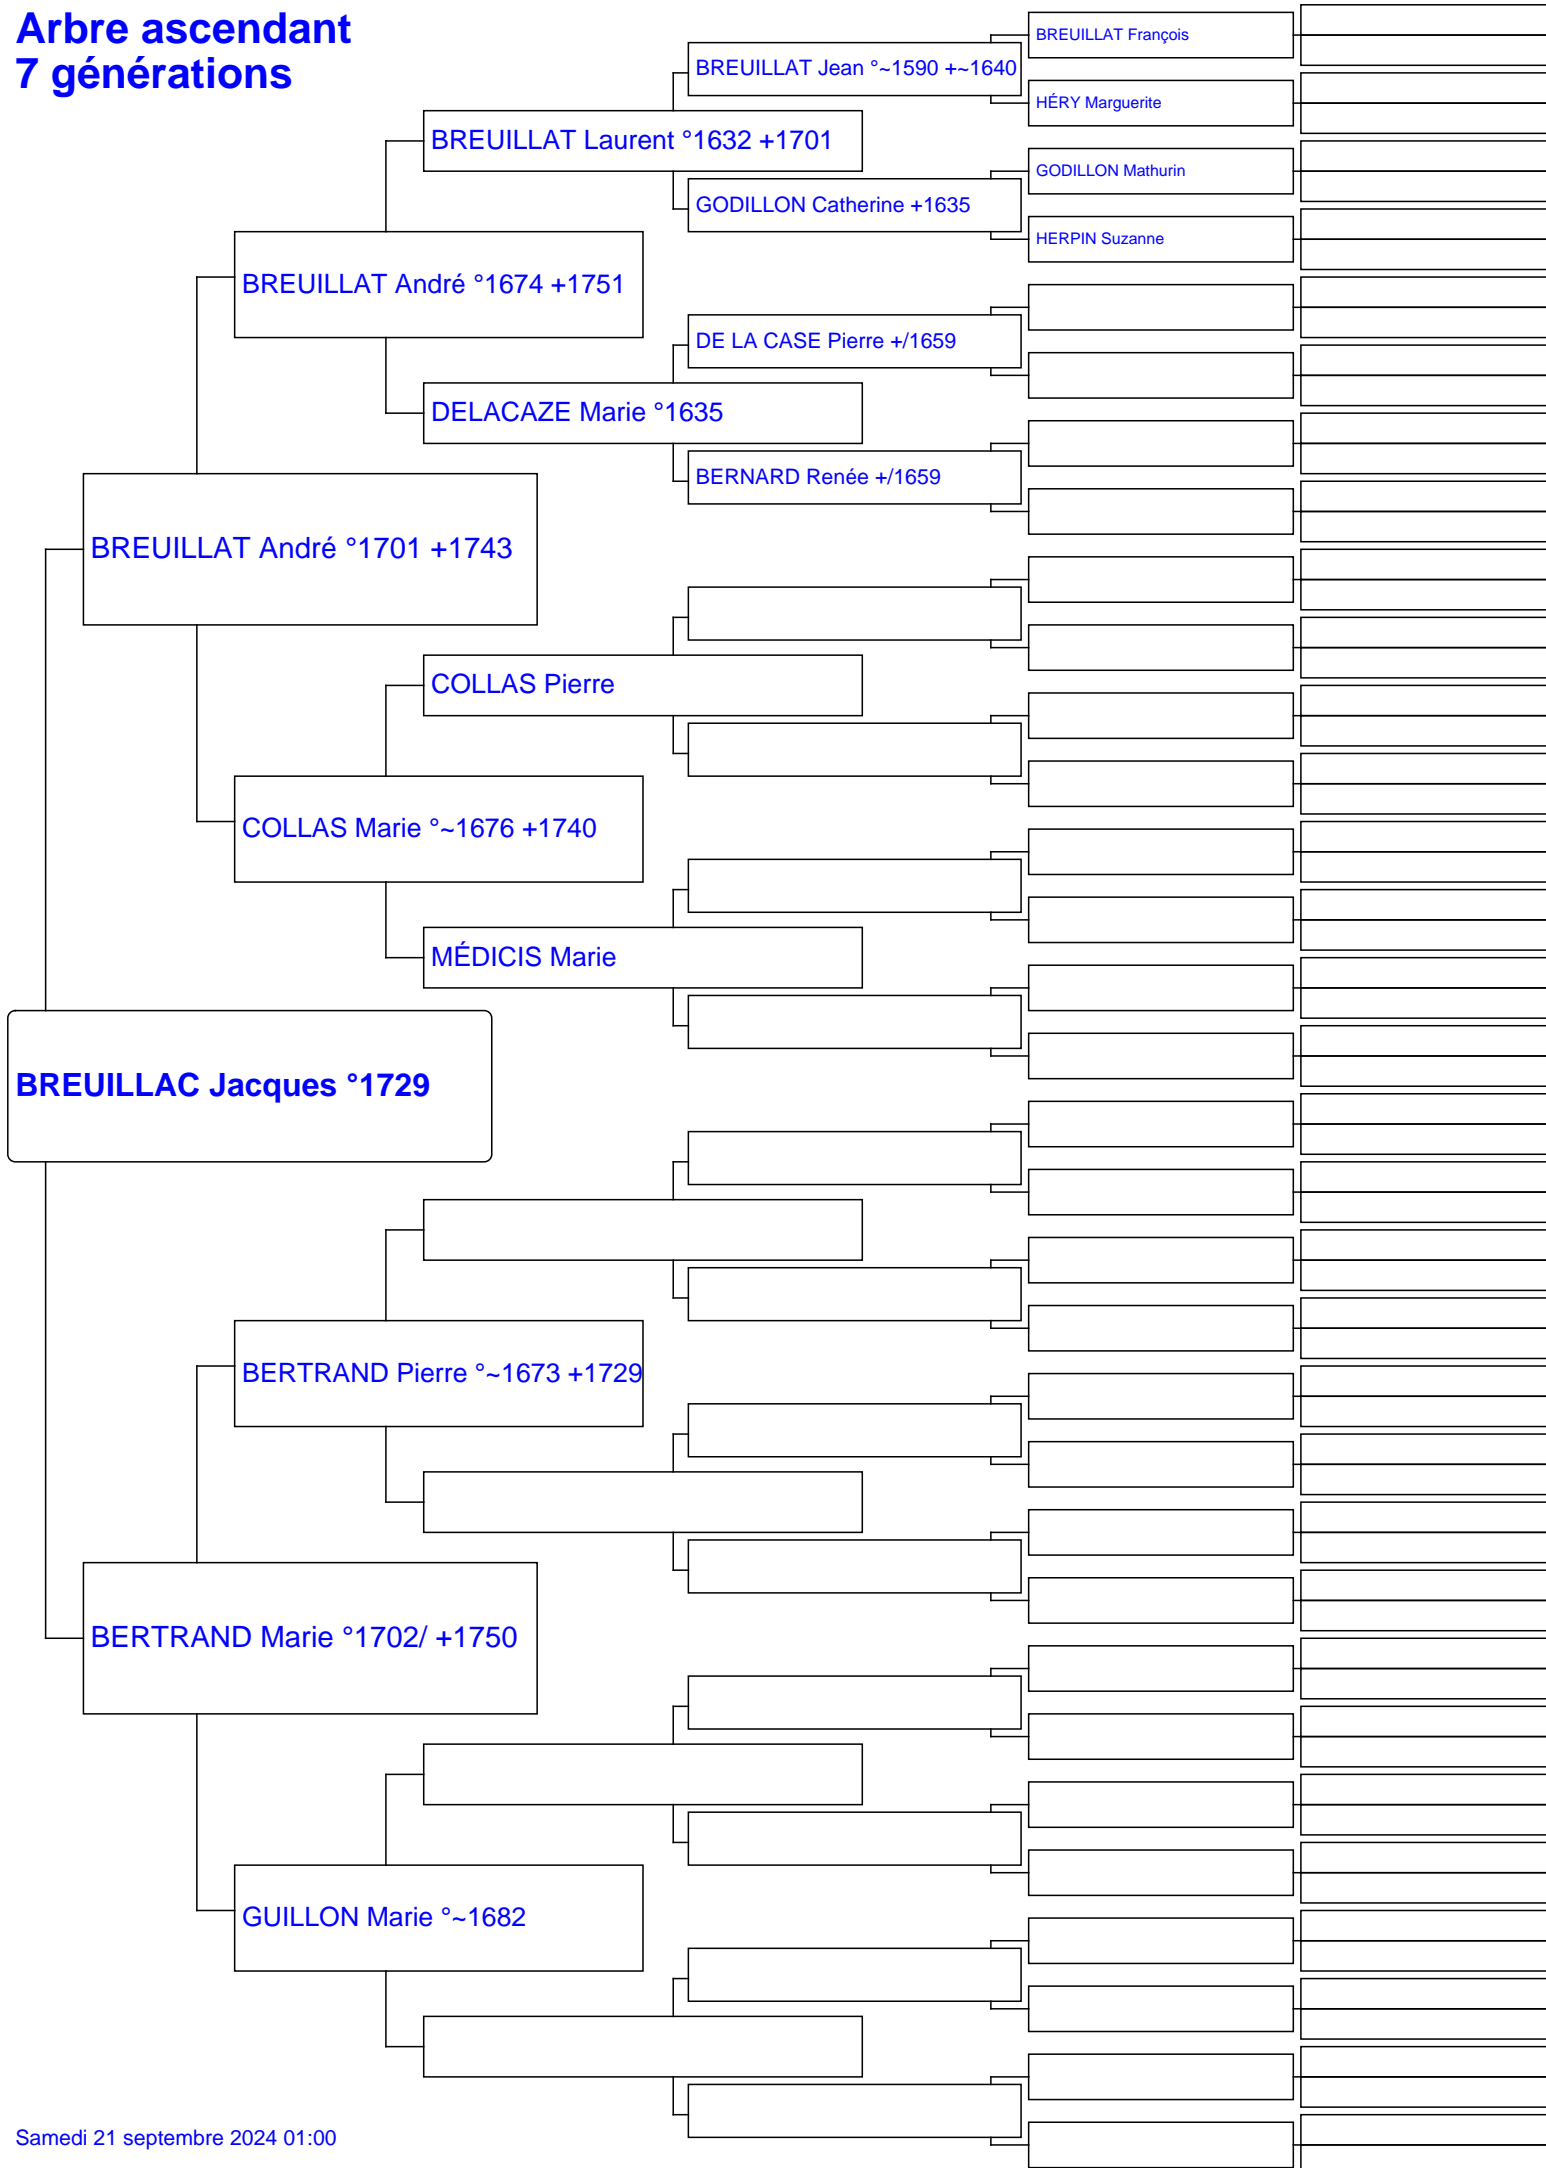 Arbre ascendant
7 générations
BREUILLAT François
BREUILLAT Jean °~1590 +~1640
HÉRY Marguerite
BREUILLAT Laurent °1632 +1701
GODILLON Mathurin
GODILLON Catherine +1635
HERPIN Suzanne
BREUILLAT André °1674 +1751
DE LA CASE Pierre +/1659
DELACAZE Marie °1635
BERNARD Renée +/1659
BREUILLAT André °1701 +1743
COLLAS Pierre
COLLAS Marie °~1676 +1740
MÉDICIS Marie
BREUILLAC Jacques °1729
BERTRAND Pierre °~1673 +1729
BERTRAND Marie °1702/ +1750
GUILLON Marie °~1682
Samedi 21 septembre 2024 01:00